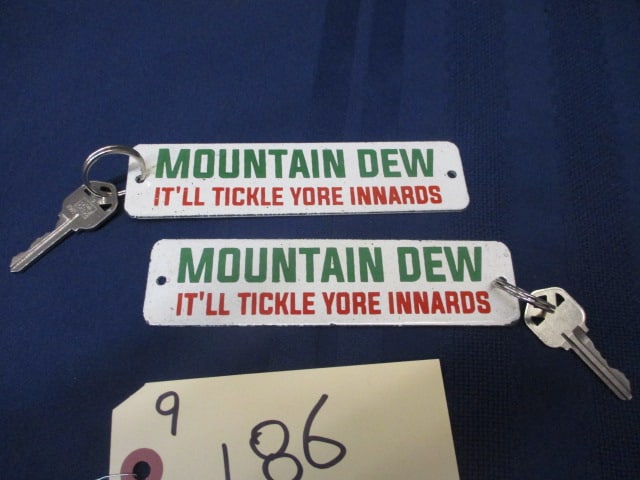 MOUNTAIN DEW
IT'LL TICKLE YORE INNARDS
MOUNTAIN DEW
IT'LL TICKLE YORE INNARDS
9
186